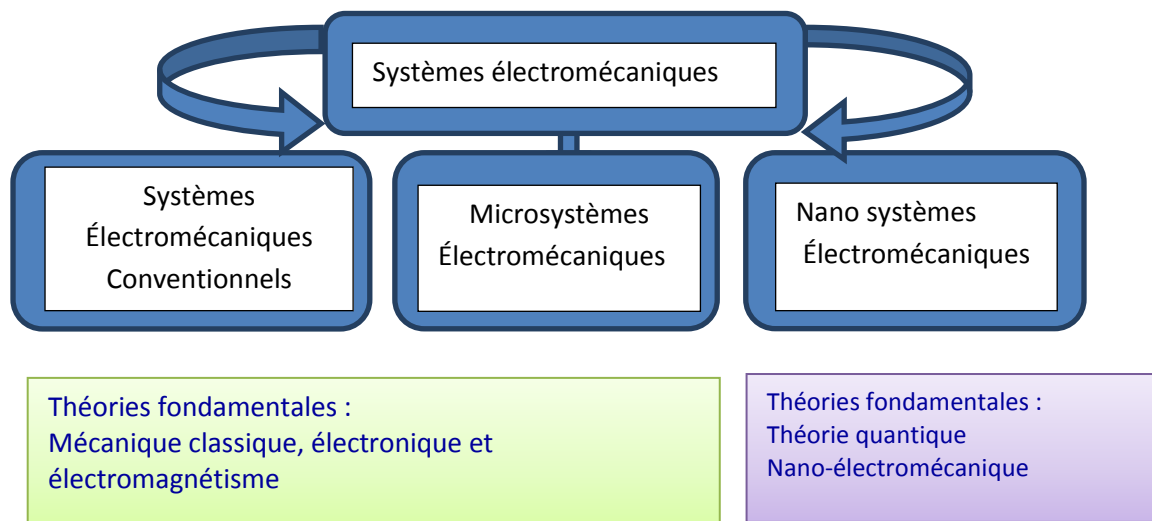 Systèmes électromécaniques
Systèmes
Électromécaniques
Conventionnels
Microsystèmes
Électromécaniques
Nano systèmes
Électromécaniques
Théories fondamentales :
Mécanique classique, électronique et
électromagnétisme
Théories fondamentales :
Théorie quantique
Nano-électromécanique